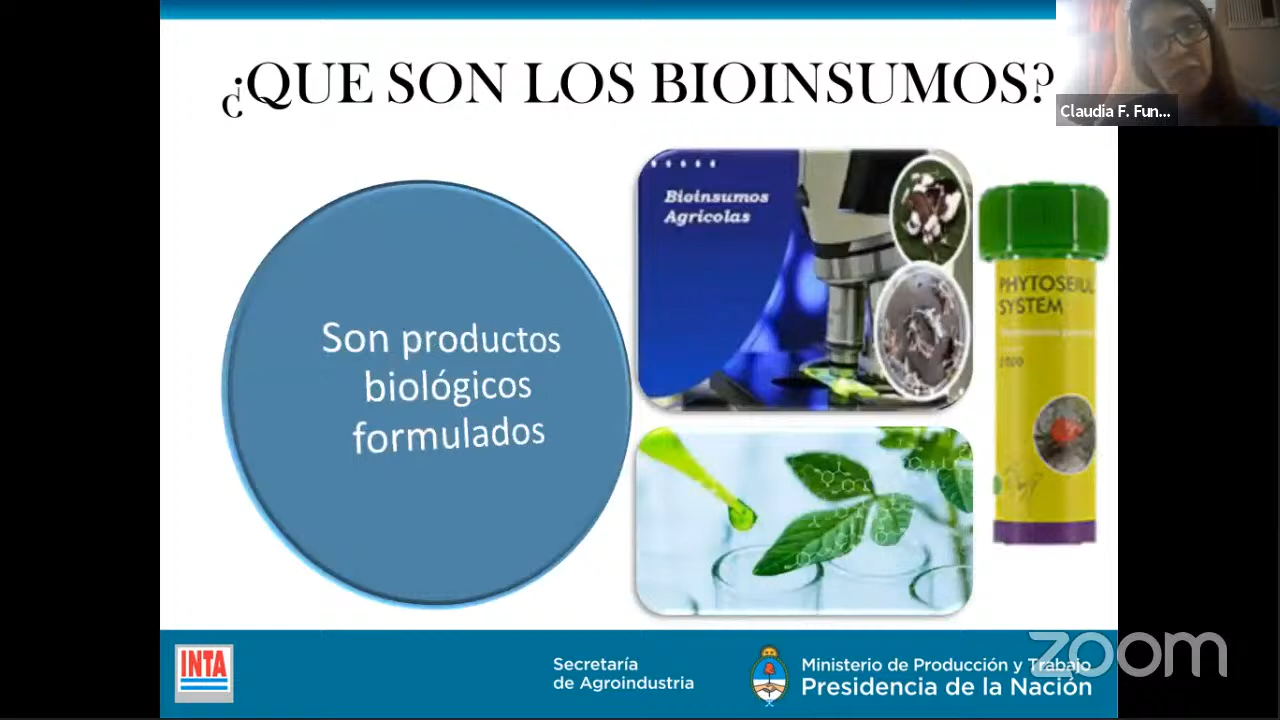 ¿QUE SON LOS BIOINSUMOS?
Claudia F. Fun...
Bioinsumos
Agrícolas
PHYTOSEIUL
SYSTEM
Son productos
biológicos
formulados
INTA
Secretaría
de Agroindustria
Ministerio de Producción y Trabajo
Presidencia de la Nación
zoom